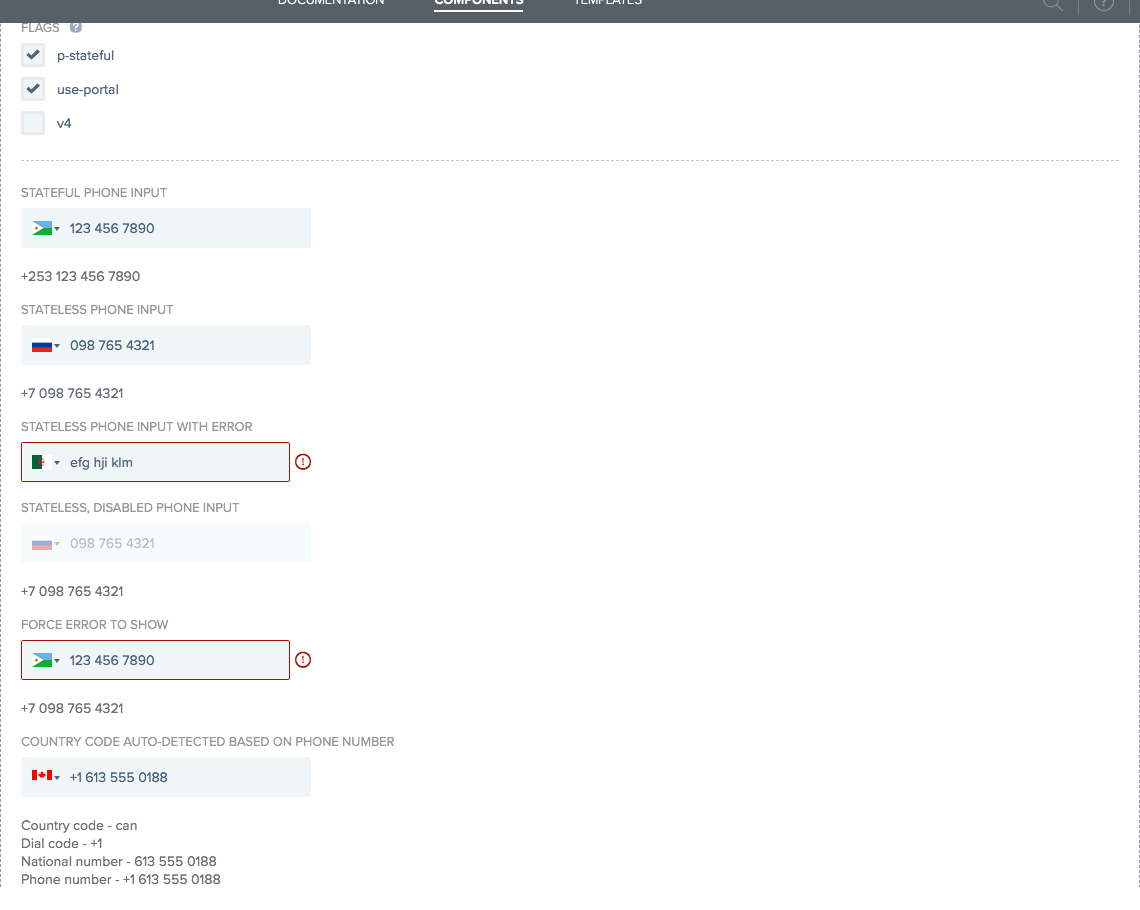 DOCUMENTATION COMPONENTS TEMPLATES
FLAGS ?
p-stateful
use-portal
v4
STATEFUL PHONE INPUT
123 456 7890
+253 123 456 7890
STATELESS PHONE INPUT
098 765 4321
+7 098 765 4321
STATELESS PHONE INPUT WITH ERROR
efg hji klm
STATELESS, DISABLED PHONE INPUT
098 765 4321
+7 098 765 4321
FORCE ERROR TO SHOW
123 456 7890
+7 098 765 4321
COUNTRY CODE AUTO-DETECTED BASED ON PHONE NUMBER
+1 613 555 0188
Country code - can
Dial code - +1
National number - 613 555 0188
Phone number - +1 613 555 0188